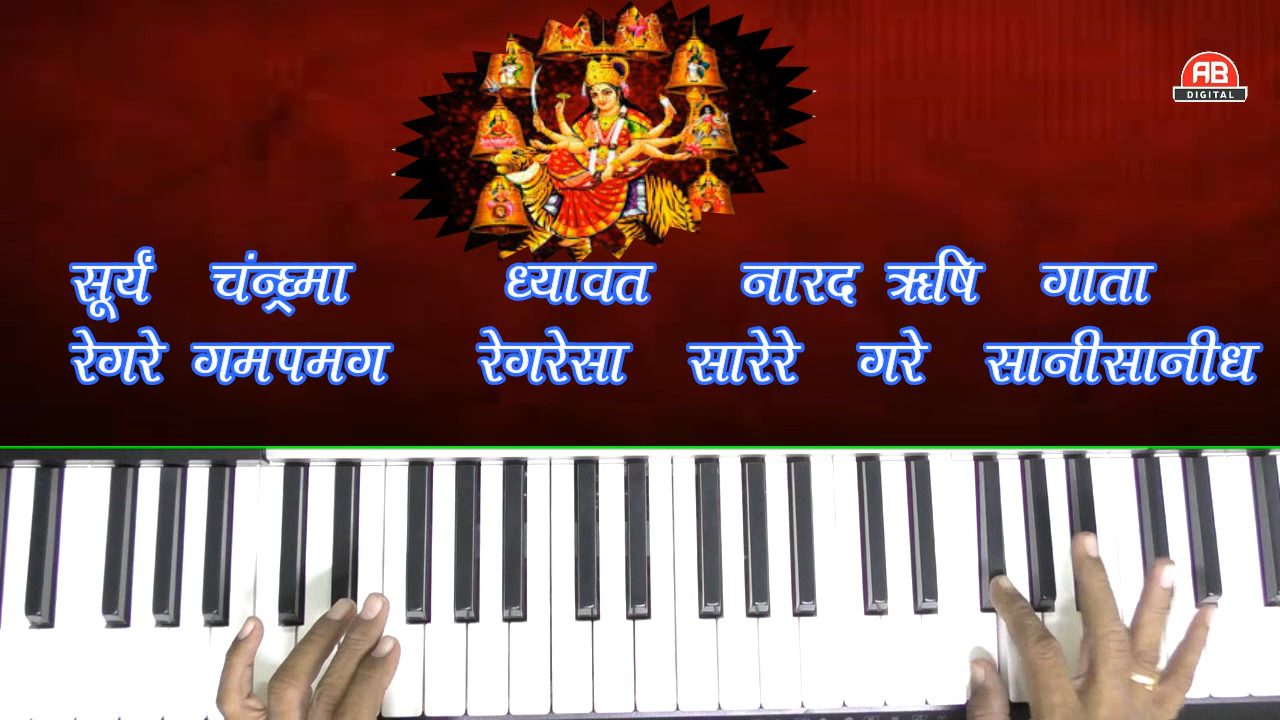 AB
DIGITAL
सूर्यं चंन्द्रमा ध्यावत नारद ऋषि गाता
रेगरे गमपमग रेगरेसा सारेरे गरे सानीसानीध